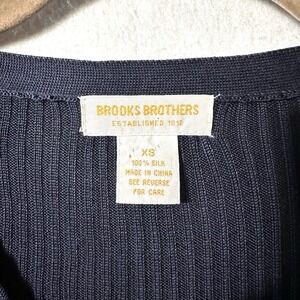 BROOKS BROTHERS
ESTABLISHED 1818
XS
100% SILK
MADE IN CHINA
SEE REVERSE
FOR CARE